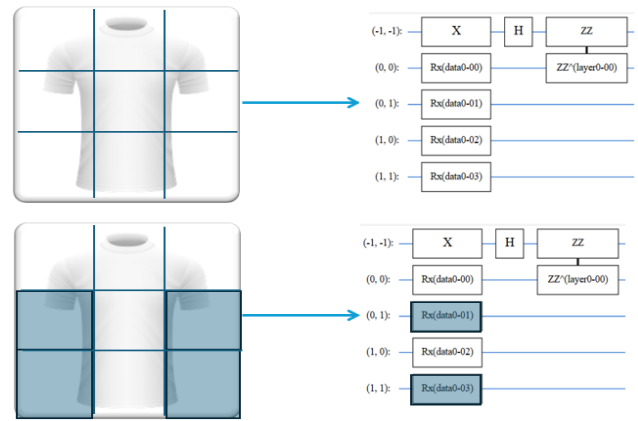 (-1, -1): X H ZZ
(0, 0): Rx(data0-00) ZZ^(layer0-00)
(0, 1): Rx(data0-01)
(1, 0): Rx(data0-02)
(1, 1): Rx(data0-03)
(-1, -1): X H ZZ
(0, 0): Rx(data0-00) ZZ^(layer0-00)
(0, 1): Rx(data0-01)
(1, 0): Rx(data0-02)
(1, 1): Rx(data0-03)